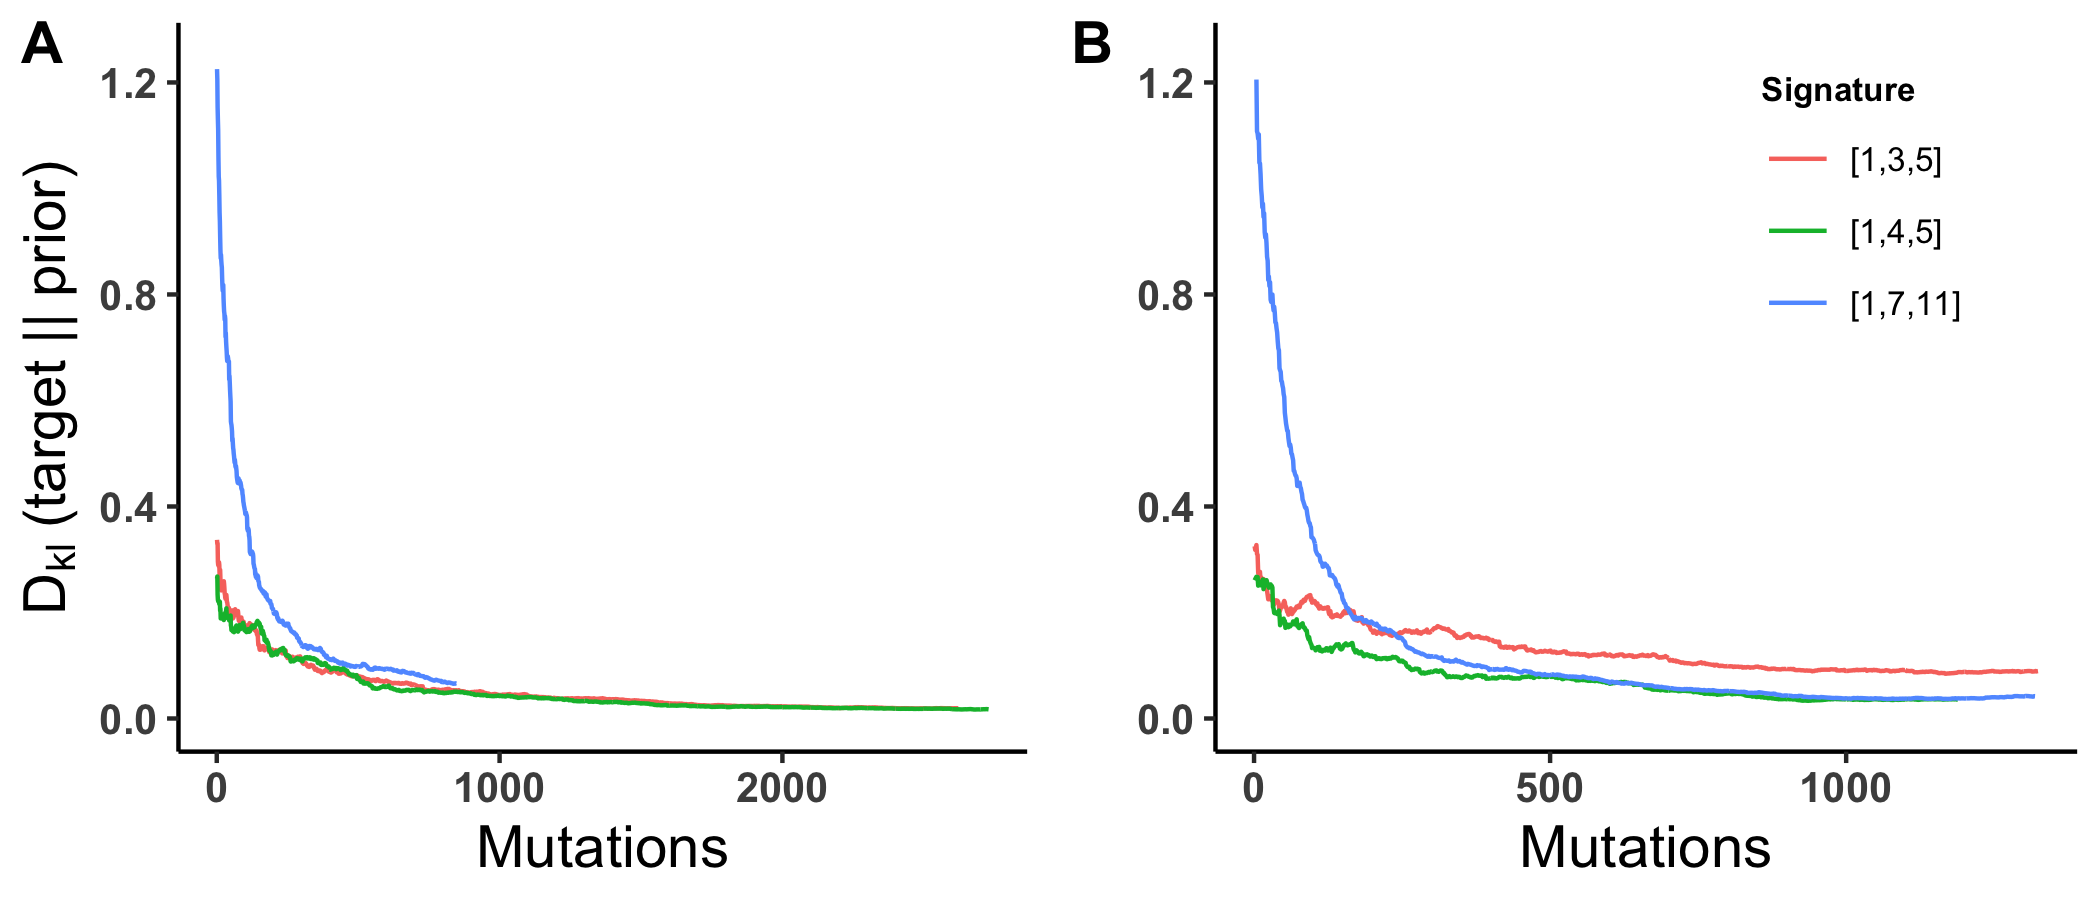 A
1.2
0.8
0.4
0.0
D_kl (target || prior)
0 1000 2000
Mutations
B
1.2
0.8
0.4
0.0
Signature
[1,3,5]
[1,4,5]
[1,7,11]
0 500 1000
Mutations